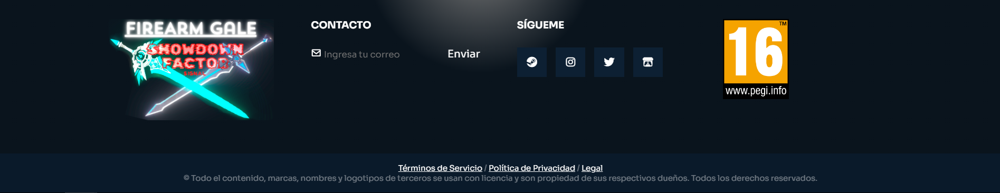 FIREARM GALE
SHOWDOWN
FACTOR
SIGNAL
CONTACTO
Ingresa tu correo
Enviar
SÍGUEME
16
TM
www.pegi.info
Términos de Servicio / Política de Privacidad / Legal
© Todo el contenido, marcas, nombres y logotipos de terceros se usan con licencia y son propiedad de sus respectivos dueños. Todos los derechos reservados.